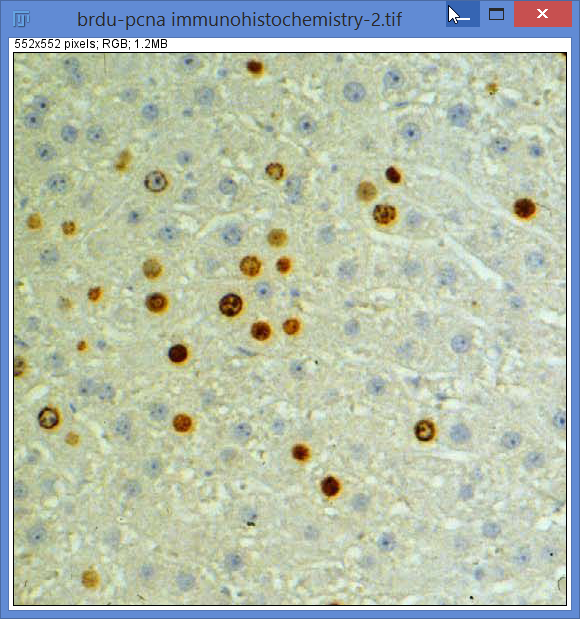 brdu-pcna immunohistochemistry-2.tif
552x552 pixels; RGB; 1.2MB